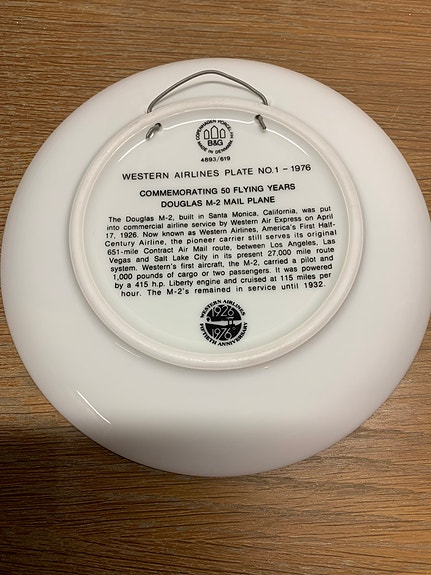 COPENHAGEN PORCELAIN
B&G
MADE IN DENMARK
4893/619
WESTERN AIRLINES PLATE NO.1 – 1976
COMMEMORATING 50 FLYING YEARS
DOUGLAS M-2 MAIL PLANE
The Douglas M-2, built in Santa Monica, California, was put
into commercial airline service by Western Air Express on April
17, 1926. Now known as Western Airlines, America's First Half-
Century Airline, the pioneer carrier still serves its original
651-mile Contract Air Mail route, between Los Angeles, Las
Vegas and Salt Lake City in its present 27,000 mile route
system. Western's first aircraft, the M-2, carried a pilot and
1,000 pounds of cargo or two passengers. It was powered
by a 415 h.p. Liberty engine and cruised at 115 miles per
hour. The M-2's remained in service until 1932.
WESTERN AIRLINES
1926
1976
FIFTIETH ANNIVERSARY